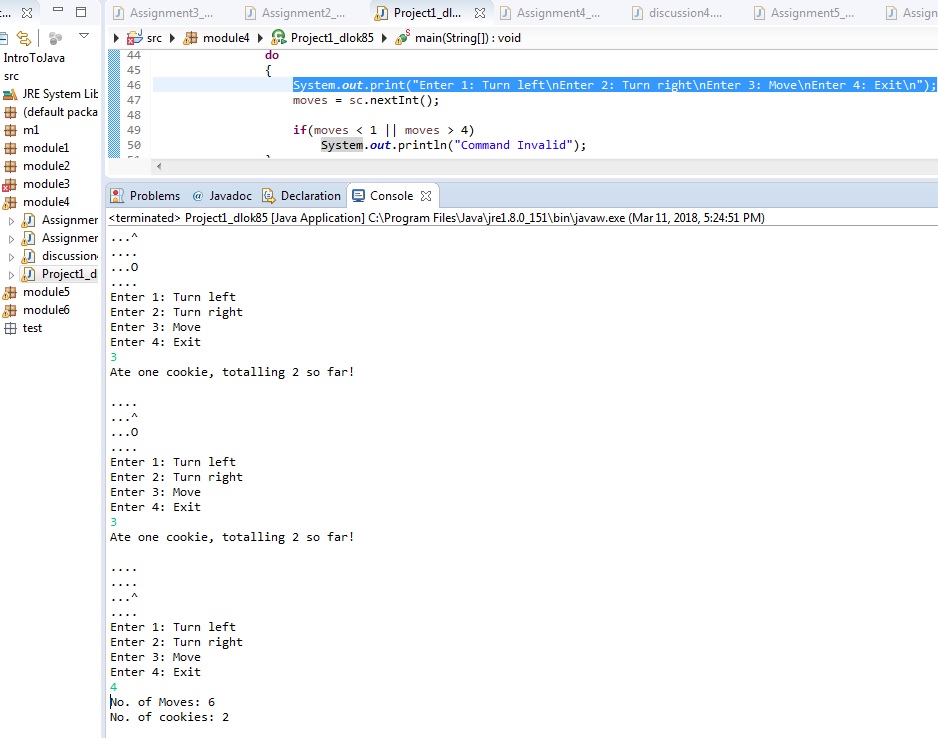 Assignment3_...
Assignment2_...
Project1_dl...
Assignment4_...
discussion4....
Assignment5_...
Assign
src
module4
Project1_dlok85
main(String[]) : void
IntroToJava
src
JRE System Lib
(default packa
m1
module1
module2
module3
module4
Assignmer
Assignmer
discussion
Project1_d
module5
module6
test
44 do
45 {
46 System.out.print("Enter 1: Turn left\nEnter 2: Turn right\nEnter 3: Move\nEnter 4: Exit\n");
47 moves = sc.nextInt();
48
49 if(moves < 1 || moves > 4)
50 System.out.println("Command Invalid");
Problems @ Javadoc Declaration Console
<terminated> Project1_dlok85 [Java Application] C:\Program Files\Java\jre1.8.0_151\bin\javaw.exe (Mar 11, 2018, 5:24:51 PM)
...^
....
...O
....
Enter 1: Turn left
Enter 2: Turn right
Enter 3: Move
Enter 4: Exit
3
Ate one cookie, totalling 2 so far!
....
...^
...O
....
Enter 1: Turn left
Enter 2: Turn right
Enter 3: Move
Enter 4: Exit
3
Ate one cookie, totalling 2 so far!
....
....
...^
....
Enter 1: Turn left
Enter 2: Turn right
Enter 3: Move
Enter 4: Exit
4
No. of Moves: 6
No. of cookies: 2